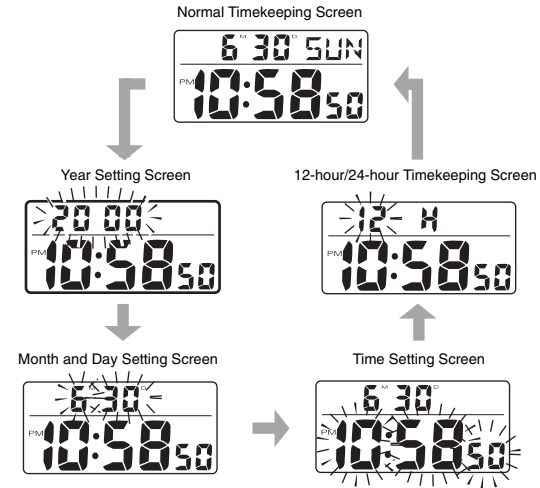 Normal Timekeeping Screen
6 M 30 D SUN
PM 10:58 50
Year Setting Screen
12-hour/24-hour Timekeeping Screen
20 00
PM 10:58 50
12 H
PM 10:58 50
Month and Day Setting Screen
Time Setting Screen
6 M 30 D
PM 10:58 50
6 M 30 D
PM 10:58 50